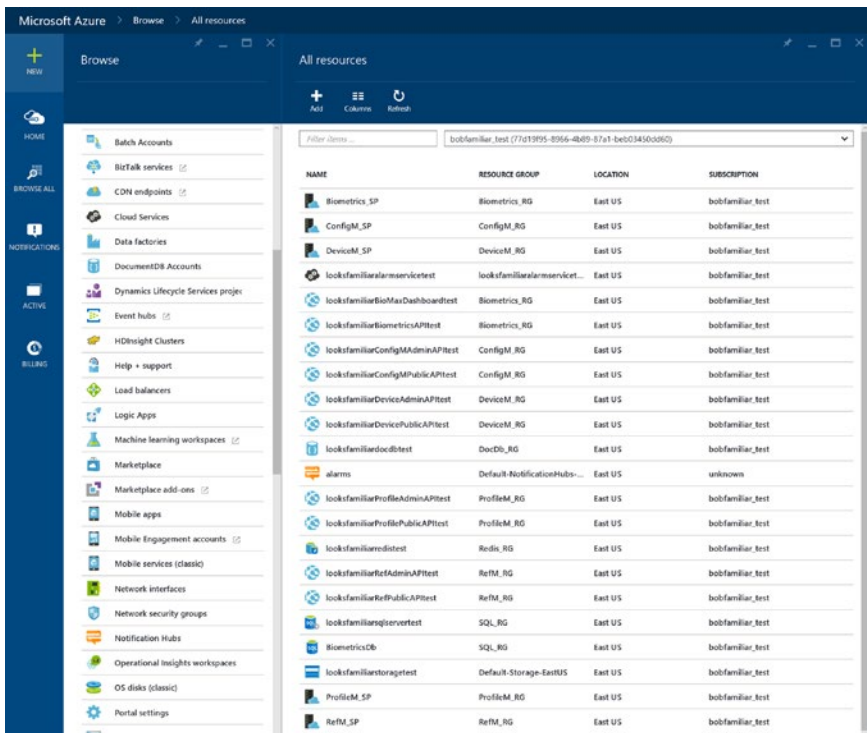 Microsoft Azure > Browse > All resources
NEW
HOME
BROWSE ALL
NOTIFICATIONS
ACTIVE
BILLING
Browse
Batch Accounts
BizTalk services
CDN endpoints
Cloud Services
Data factories
DocumentDB Accounts
Dynamics Lifecycle Services projec
Event hubs
HDInsight Clusters
Help + support
Load balancers
Logic Apps
Machine learning workspaces
Marketplace
Marketplace add-ons
Mobile apps
Mobile Engagement accounts
Mobile services (classic)
Network interfaces
Network security groups
Notification Hubs
Operational Insights workspaces
OS disks (classic)
Portal settings
All resources
Add Columns Refresh
Filter items ... bobfamiliar_test (77d19f95-8966-4b89-87a1-beb03450dd60)
NAME RESOURCE GROUP LOCATION SUBSCRIPTION
Biometrics_SP Biometrics_RG East US bobfamiliar_test
ConfigM_SP ConfigM_RG East US bobfamiliar_test
DeviceM_SP DeviceM_RG East US bobfamiliar_test
looksfamiliaralarmservicetest looksfamiliaralarmservicet... East US bobfamiliar_test
looksfamiliarBioMaxDashboardtest Biometrics_RG East US bobfamiliar_test
looksfamiliarBiometricsAPItest Biometrics_RG East US bobfamiliar_test
looksfamiliarConfigMAdminAPItest ConfigM_RG East US bobfamiliar_test
looksfamiliarConfigMPublicAPItest ConfigM_RG East US bobfamiliar_test
looksfamiliarDeviceAdminAPItest DeviceM_RG East US bobfamiliar_test
looksfamiliarDevicePublicAPItest DeviceM_RG East US bobfamiliar_test
looksfamiliardocdbtest DocDb_RG East US bobfamiliar_test
alarms Default-NotificationHubs-... East US unknown
looksfamiliarProfileAdminAPItest ProfileM_RG East US bobfamiliar_test
looksfamiliarProfilePublicAPItest ProfileM_RG East US bobfamiliar_test
looksfamiliarredistest Redis_RG East US bobfamiliar_test
looksfamiliarRefAdminAPItest RefM_RG East US bobfamiliar_test
looksfamiliarRefPublicAPItest RefM_RG East US bobfamiliar_test
looksfamiliarsqlservertest SQL_RG East US bobfamiliar_test
BiometricsDb SQL_RG East US bobfamiliar_test
looksfamiliarstoragetest Default-Storage-EastUS East US bobfamiliar_test
ProfileM_SP ProfileM_RG East US bobfamiliar_test
RefM_SP RefM_RG East US bobfamiliar_test